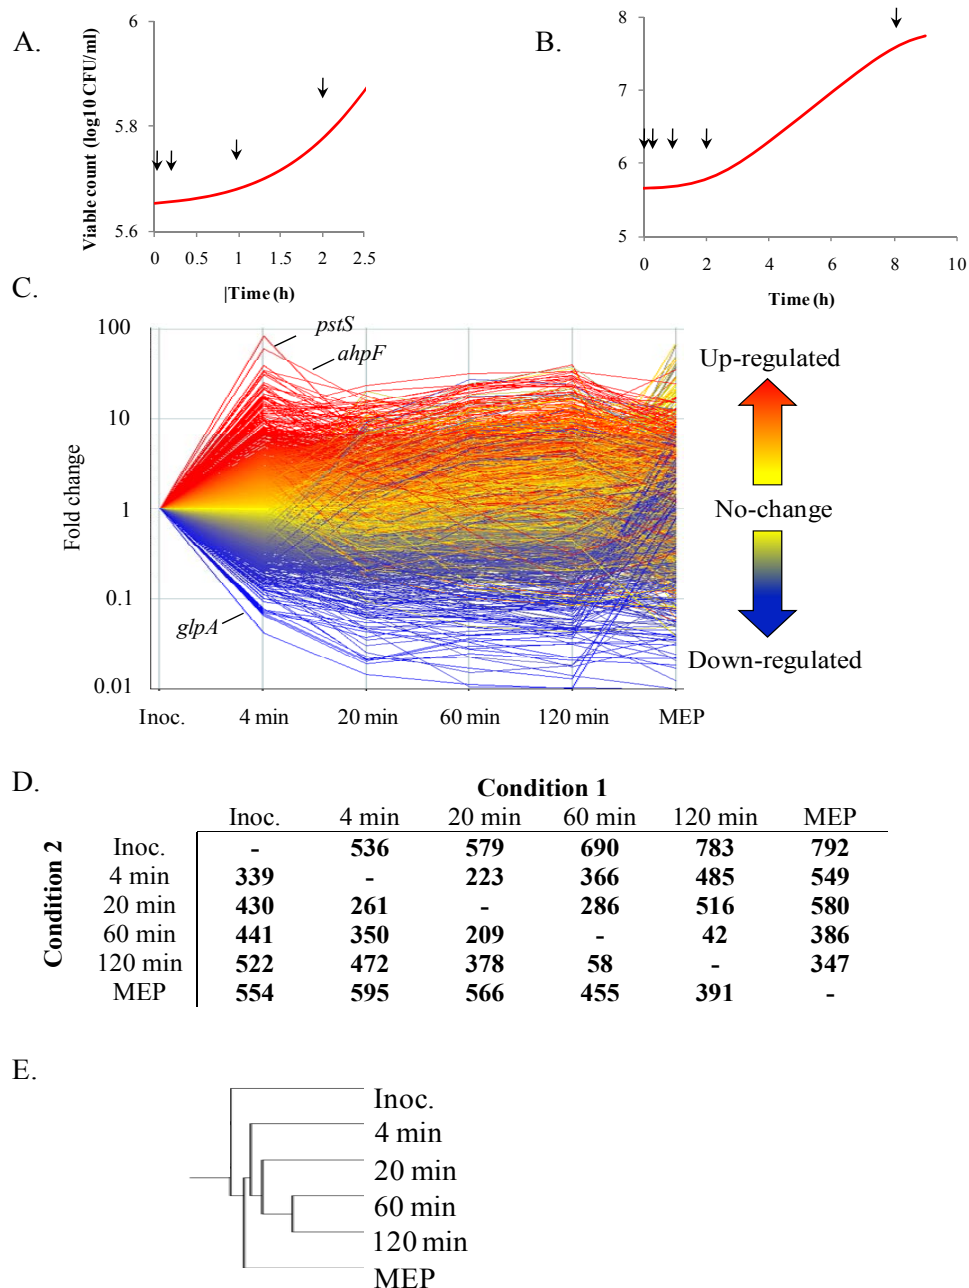 A.
Viable count (log10 CFU/ml)
6
5.8
5.6
0 0.5 1 1.5 2 2.5
|Time (h)
B.
8
7
6
5
0 2 4 6 8 10
Time (h)
C.
Fold change
100
10
1
0.1
0.01
pstS
ahpF
glpA
Inoc. 4 min 20 min 60 min 120 min MEP
Up-regulated
No-change
Down-regulated
D.
Condition 1
Condition 2
Inoc. 4 min 20 min 60 min 120 min MEP
Inoc. - 536 579 690 783 792
4 min 339 - 223 366 485 549
20 min 430 261 - 286 516 580
60 min 441 350 209 - 42 386
120 min 522 472 378 58 - 347
MEP 554 595 566 455 391 -
E.
Inoc.
4 min
20 min
60 min
120 min
MEP